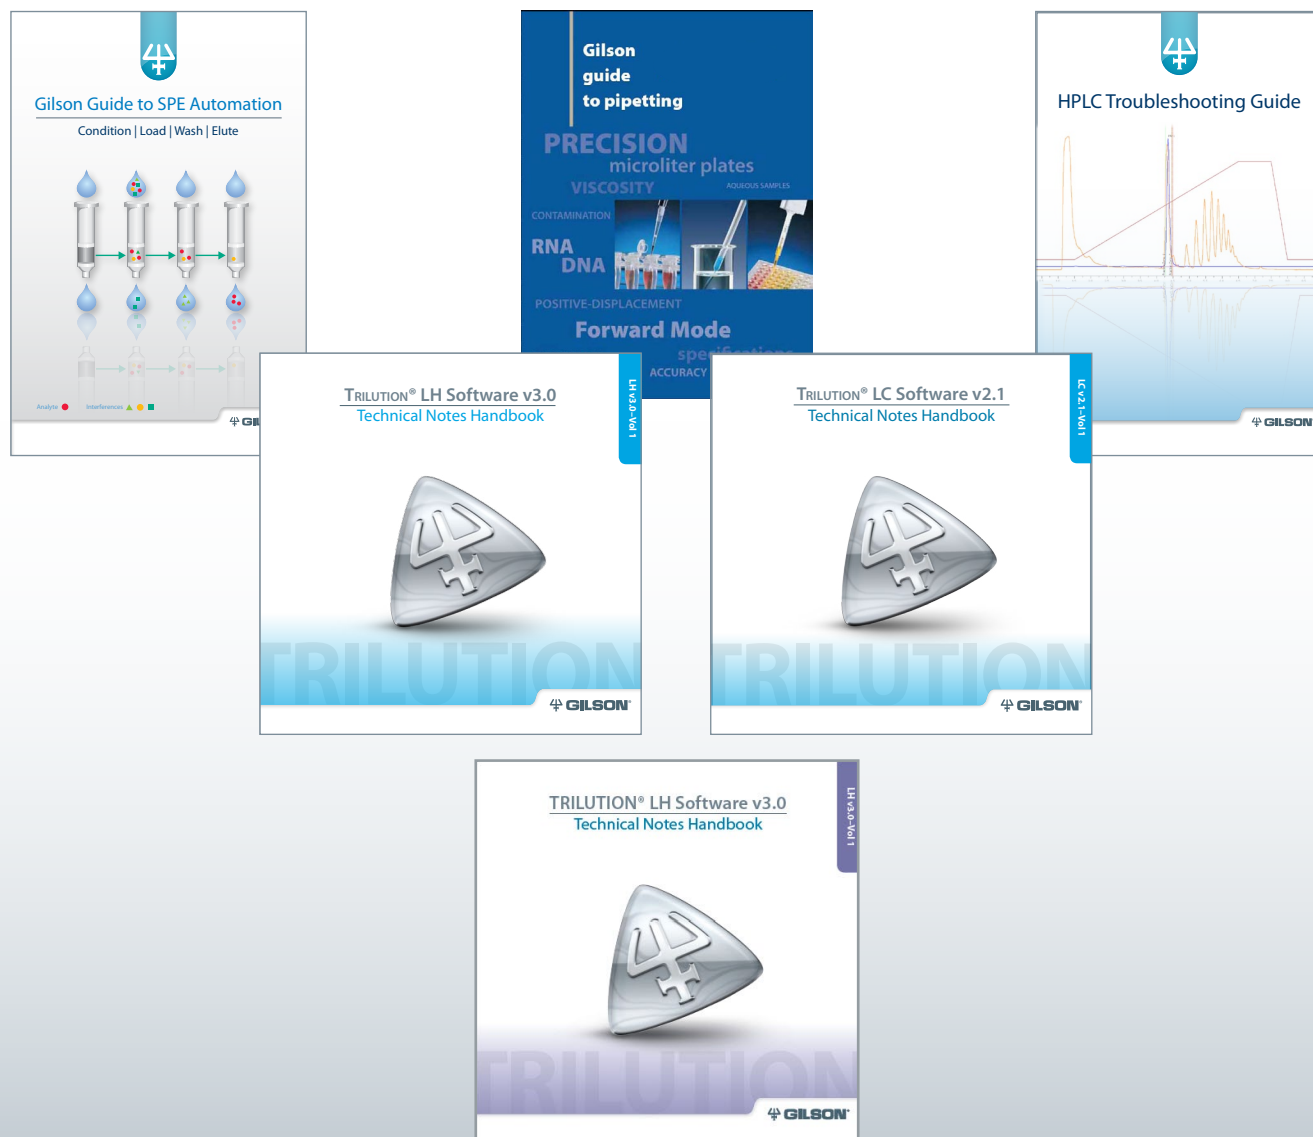 Gilson Guide to SPE Automation
Condition | Load | Wash | Elute
Analyte
Interferences
Gilson
guide
to pipetting
PRECISION
microliter plates
VISCOSITY
AQUEOUS SAMPLES
CONTAMINATION
RNA
DNA
POSITIVE-DISPLACEMENT
Forward Mode
specifications
ACCURACY
HPLC Troubleshooting Guide
GILSON
TRILUTION® LH Software v3.0
Technical Notes Handbook
LH v3.0–Vol 1
TRILUTION
GILSON
TRILUTION® LC Software v2.1
Technical Notes Handbook
LC v2.1–Vol 1
TRILUTION
GILSON
TRILUTION® LH Software v3.0
Technical Notes Handbook
LH v3.0–Vol 1
TRILUTION
GILSON